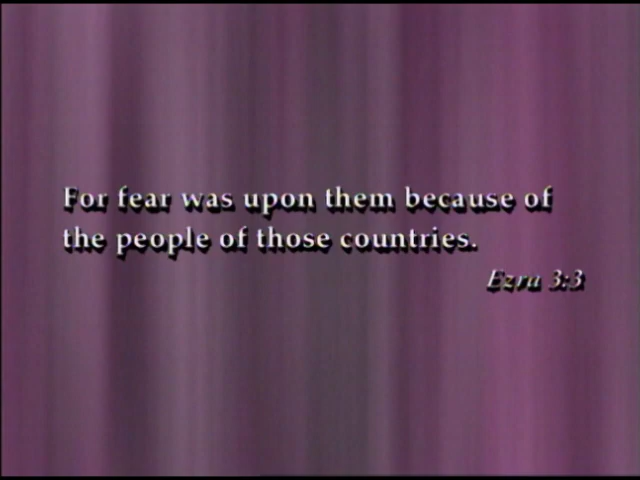 For fear was upon them because of
the people of those countries.
Ezra 3:3